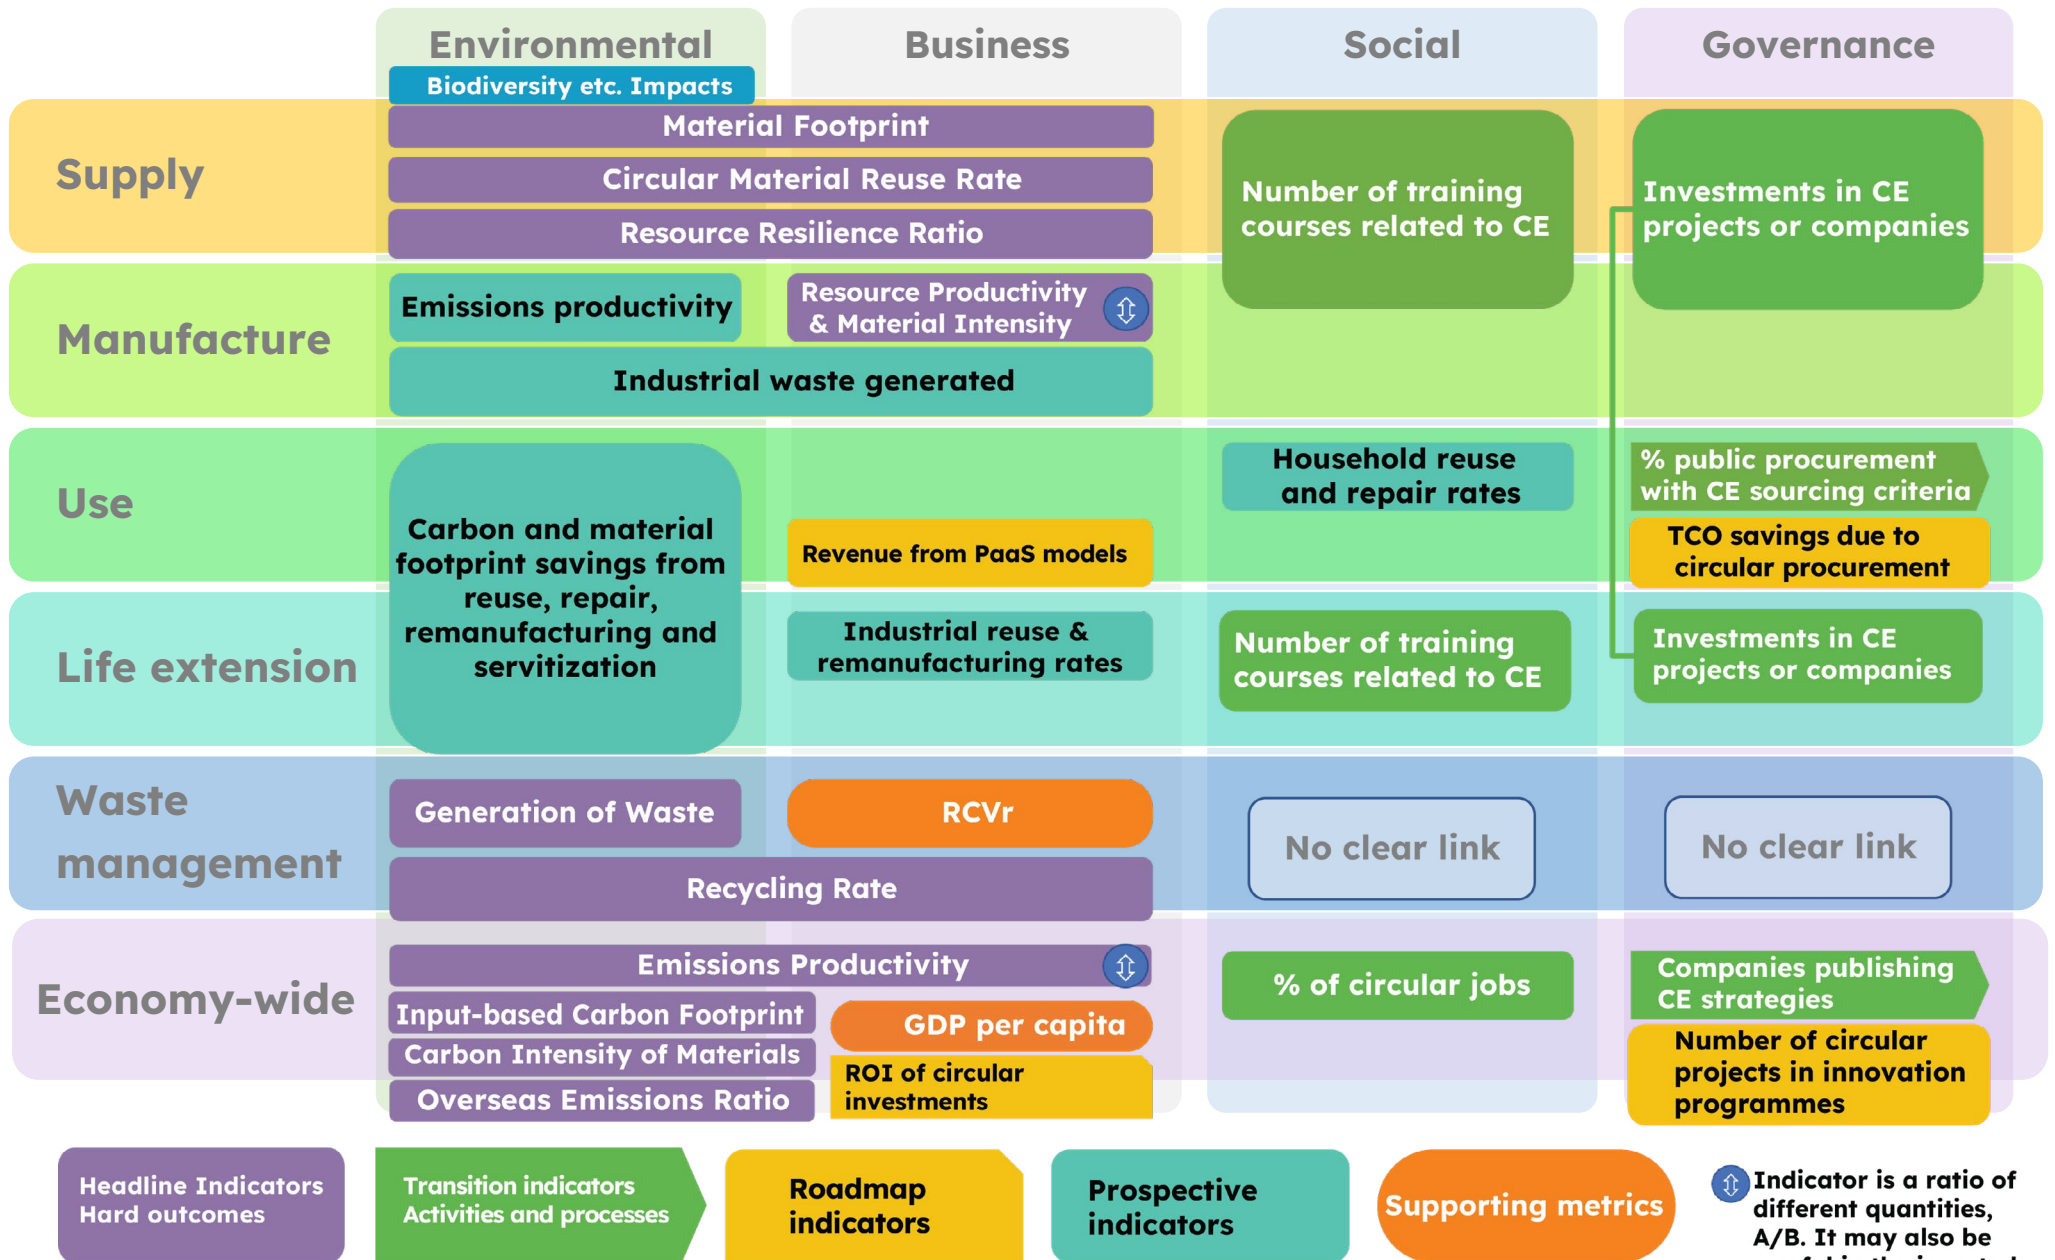 Environmental
Business
Social
Governance
Biodiversity etc. Impacts
Supply
Material Footprint
Circular Material Reuse Rate
Resource Resilience Ratio
Number of training
courses related to CE
Investments in CE
projects or companies
Manufacture
Emissions productivity
Resource Productivity
& Material Intensity
Industrial waste generated
Use
Carbon and material
footprint savings from
reuse, repair,
remanufacturing and
servitization
Revenue from PaaS models
Household reuse
and repair rates
% public procurement
with CE sourcing criteria
TCO savings due to
circular procurement
Life extension
Industrial reuse &
remanufacturing rates
Number of training
courses related to CE
Investments in CE
projects or companies
Waste
management
Generation of Waste
RCVr
Recycling Rate
No clear link
No clear link
Economy-wide
Emissions Productivity
Input-based Carbon Footprint
Carbon Intensity of Materials
Overseas Emissions Ratio
GDP per capita
ROI of circular
investments
% of circular jobs
Companies publishing
CE strategies
Number of circular
projects in innovation
programmes
Headline Indicators
Hard outcomes
Transition indicators
Activities and processes
Roadmap
indicators
Prospective
indicators
Supporting metrics
Indicator is a ratio of
different quantities,
A/B. It may also be